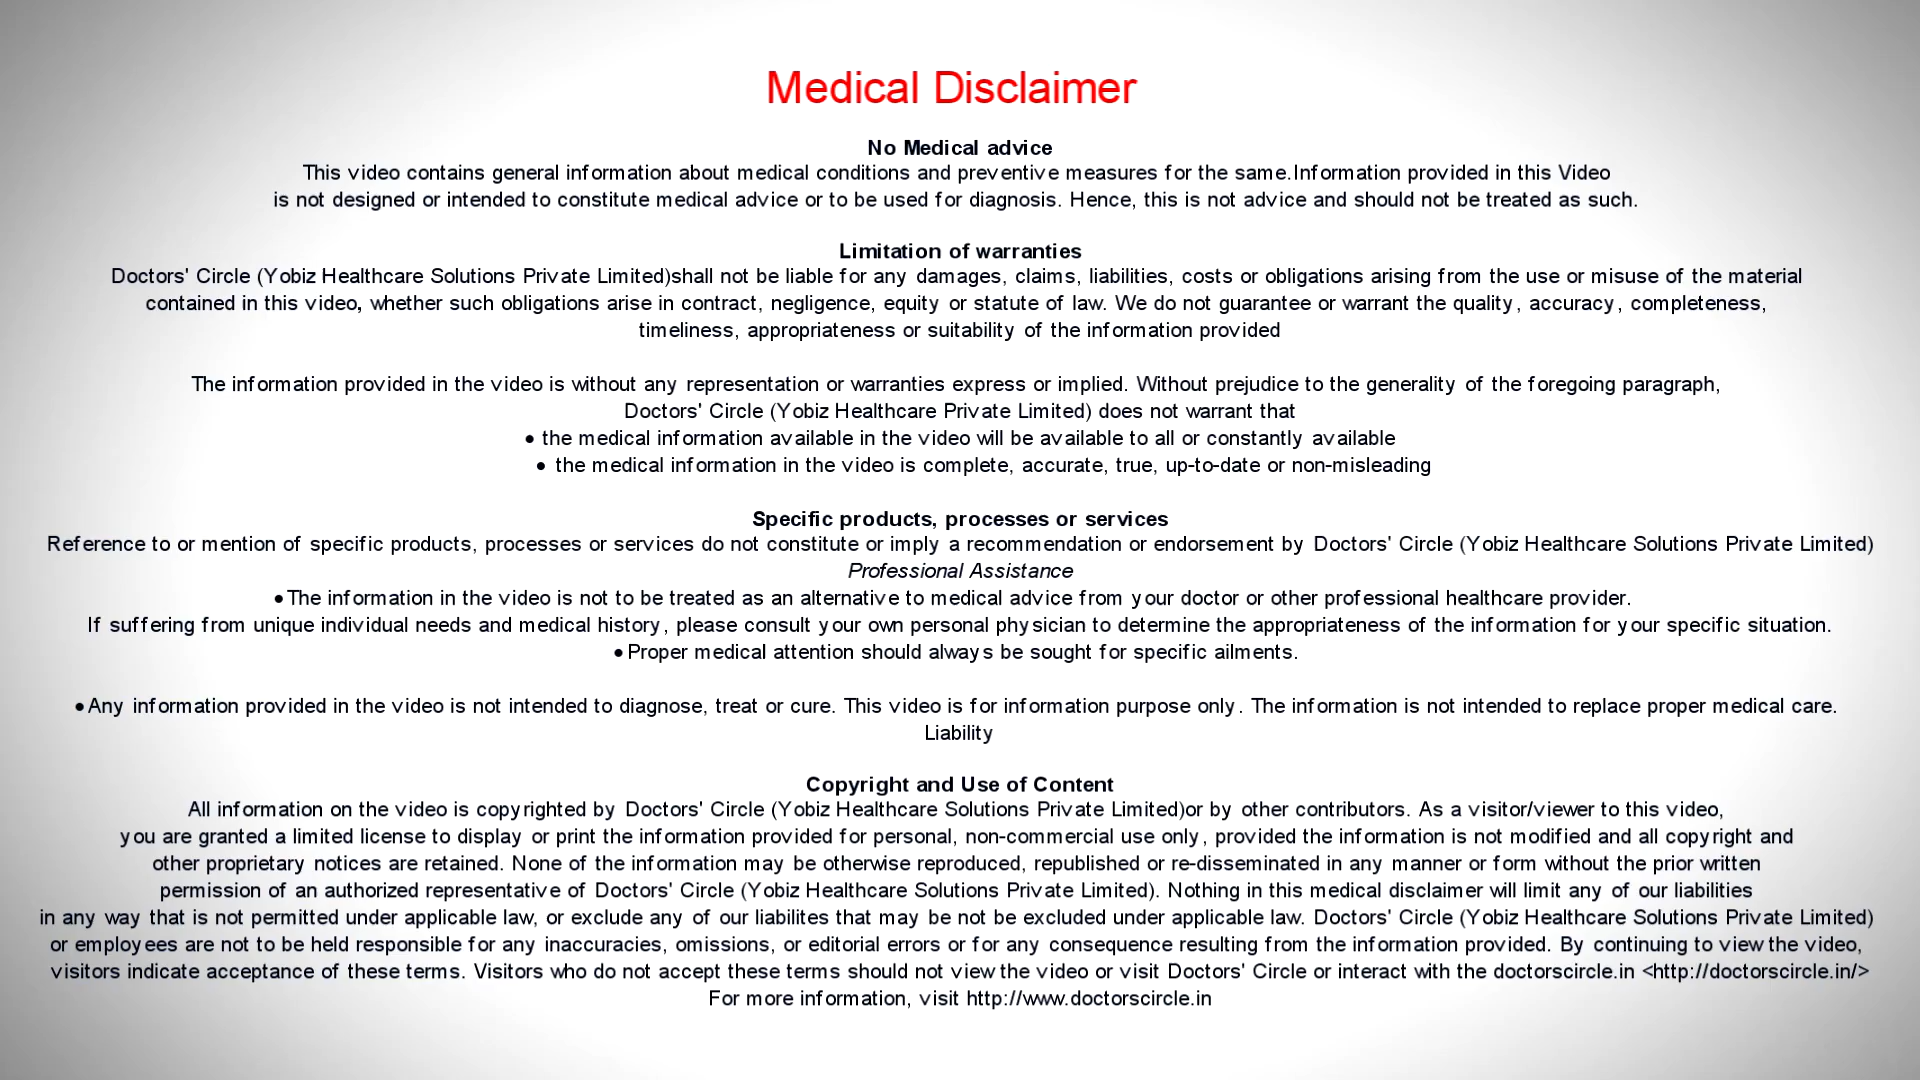 Medical Disclaimer
No Medical advice
This video contains general information about medical conditions and preventive measures for the same.Information provided in this Video
is not designed or intended to constitute medical advice or to be used for diagnosis. Hence, this is not advice and should not be treated as such.
Limitation of warranties
Doctors' Circle (Yobiz Healthcare Solutions Private Limited)shall not be liable for any damages, claims, liabilities, costs or obligations arising from the use or misuse of the material
contained in this video, whether such obligations arise in contract, negligence, equity or statute of law. We do not guarantee or warrant the quality, accuracy, completeness,
timeliness, appropriateness or suitability of the information provided
The information provided in the video is without any representation or warranties express or implied. Without prejudice to the generality of the foregoing paragraph,
Doctors' Circle (Yobiz Healthcare Private Limited) does not warrant that
• the medical information available in the video will be available to all or constantly available
• the medical information in the video is complete, accurate, true, up-to-date or non-misleading
Specific products, processes or services
Reference to or mention of specific products, processes or services do not constitute or imply a recommendation or endorsement by Doctors' Circle (Yobiz Healthcare Solutions Private Limited)
Professional Assistance
•The information in the video is not to be treated as an alternative to medical advice from your doctor or other professional healthcare provider.
If suffering from unique individual needs and medical history, please consult your own personal physician to determine the appropriateness of the information for your specific situation.
•Proper medical attention should always be sought for specific ailments.
•Any information provided in the video is not intended to diagnose, treat or cure. This video is for information purpose only. The information is not intended to replace proper medical care.
Liability
Copyright and Use of Content
All information on the video is copyrighted by Doctors' Circle (Yobiz Healthcare Solutions Private Limited)or by other contributors. As a visitor/viewer to this video,
you are granted a limited license to display or print the information provided for personal, non-commercial use only, provided the information is not modified and all copyright and
other proprietary notices are retained. None of the information may be otherwise reproduced, republished or re-disseminated in any manner or form without the prior written
permission of an authorized representative of Doctors' Circle (Yobiz Healthcare Solutions Private Limited). Nothing in this medical disclaimer will limit any of our liabilities
in any way that is not permitted under applicable law, or exclude any of our liabilites that may be not be excluded under applicable law. Doctors' Circle (Yobiz Healthcare Solutions Private Limited)
or employees are not to be held responsible for any inaccuracies, omissions, or editorial errors or for any consequence resulting from the information provided. By continuing to view the video,
visitors indicate acceptance of these terms. Visitors who do not accept these terms should not view the video or visit Doctors' Circle or interact with the doctorscircle.in <http://doctorscircle.in/>
For more information, visit http://www.doctorscircle.in